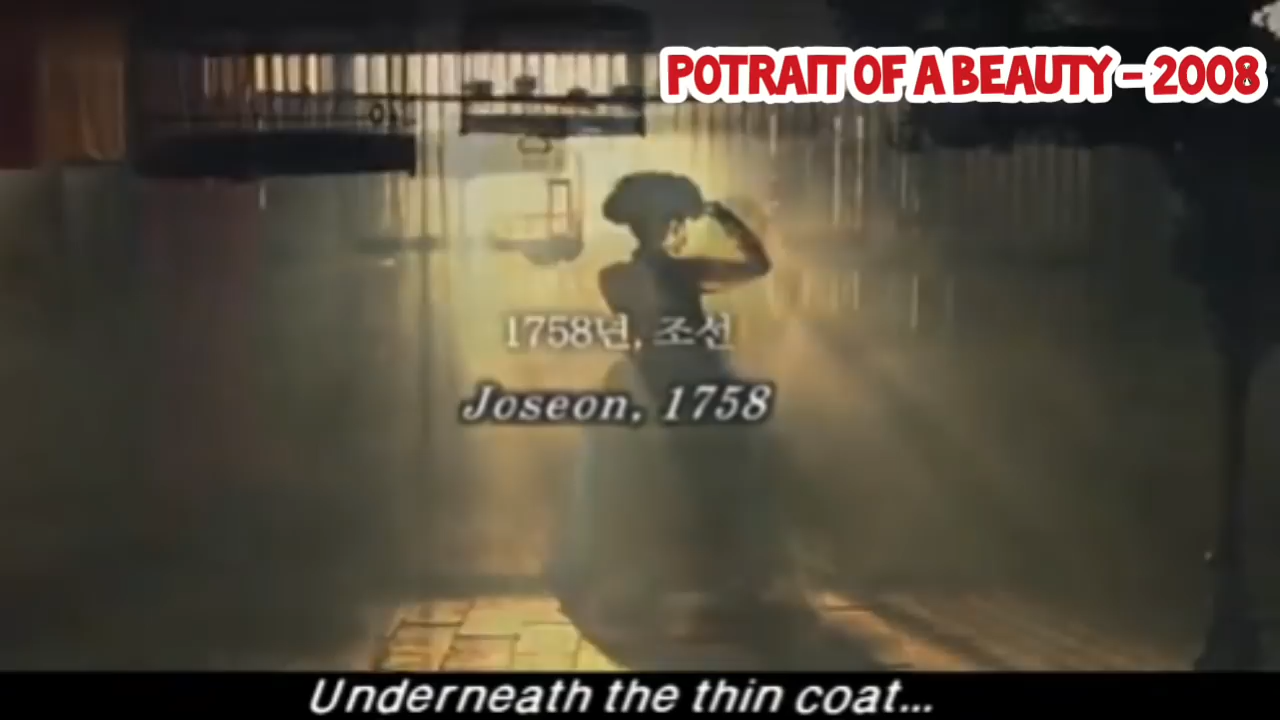 POTRAIT OF A BEAUTY - 2008
1758년, 조선
Joseon, 1758
Underneath the thin coat...